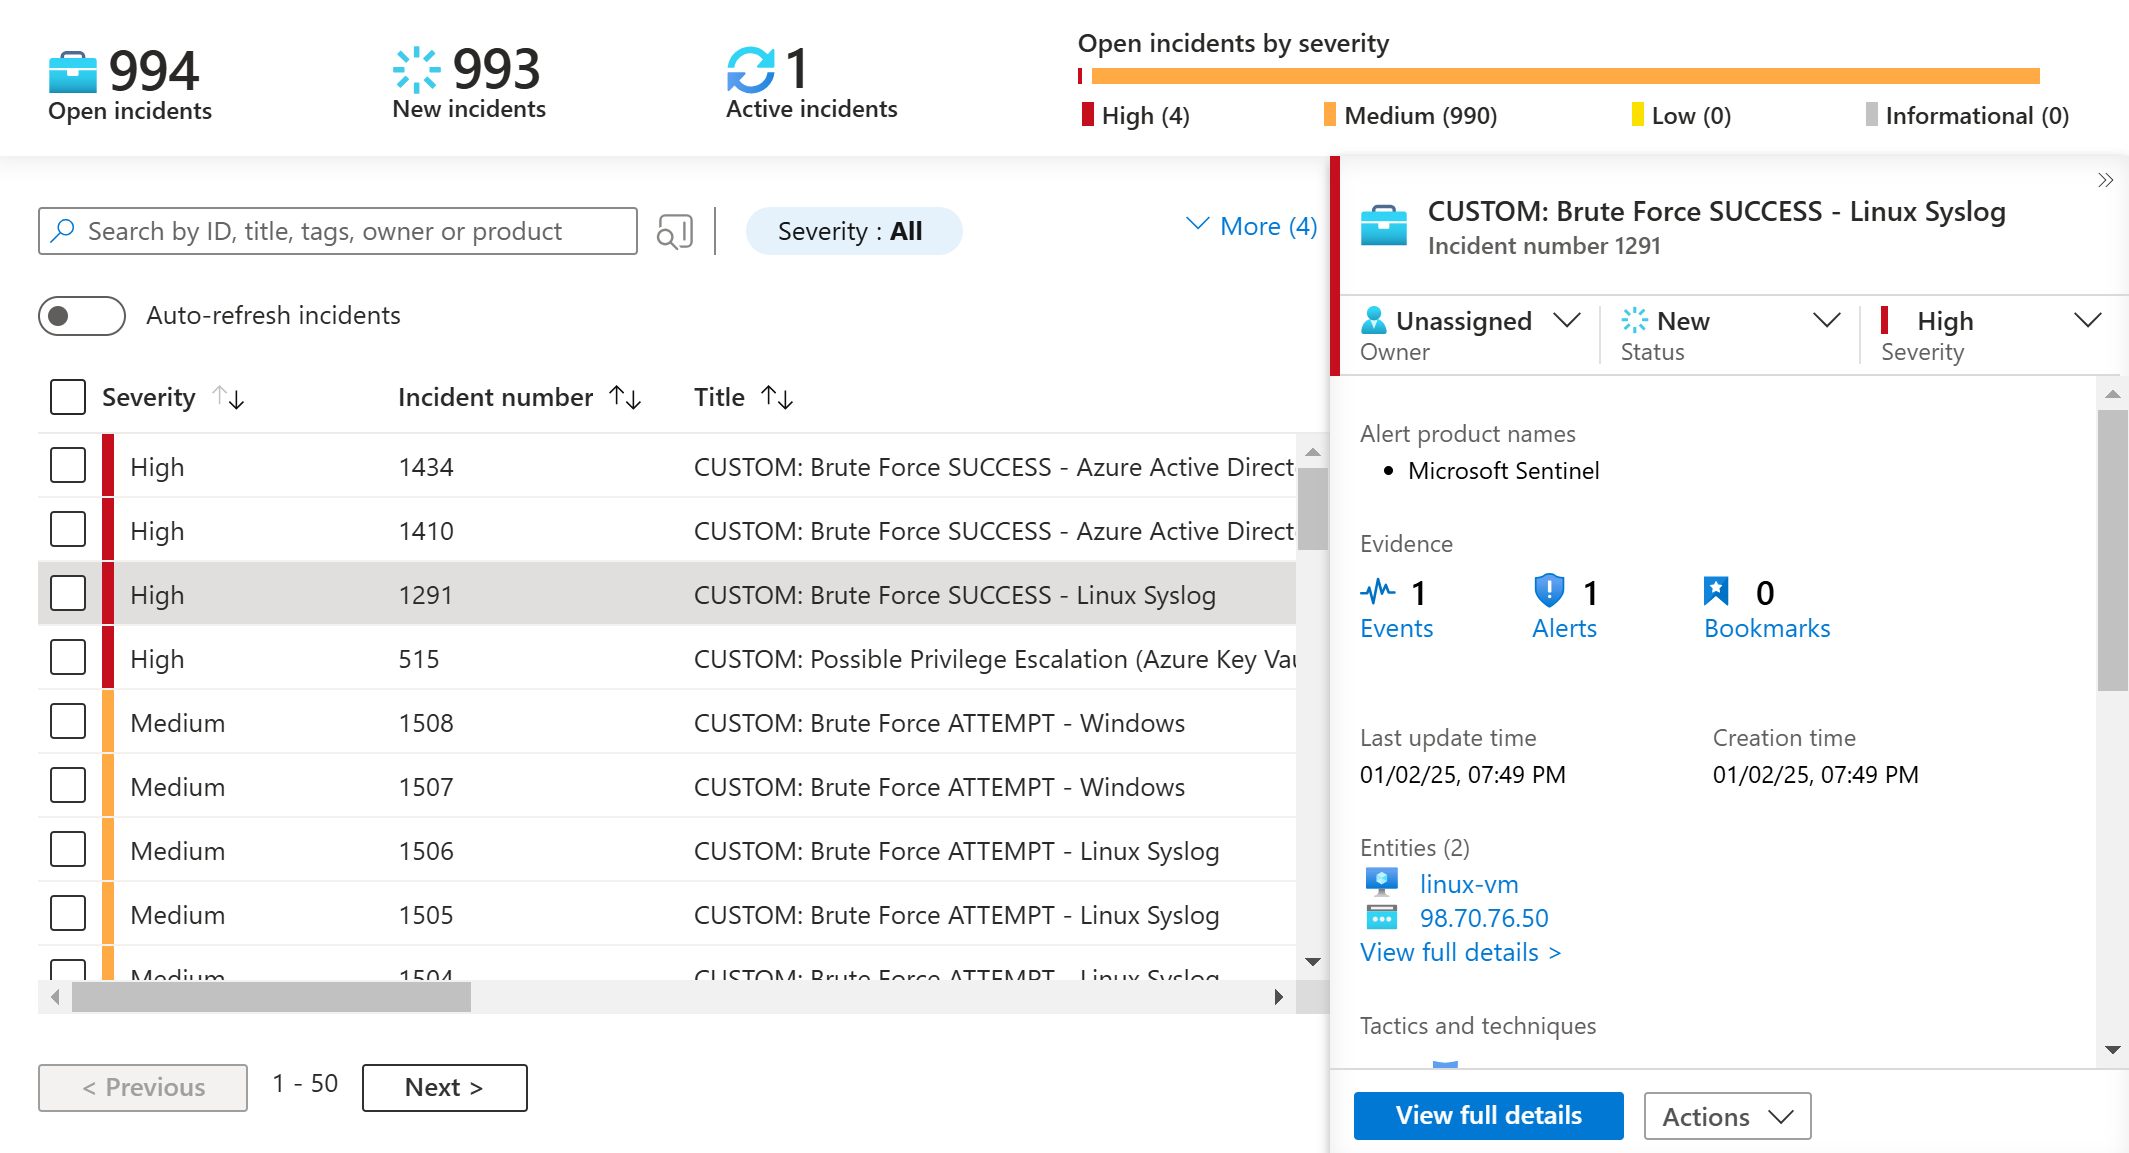 994
Open incidents
993
New incidents
1
Active incidents
Open incidents by severity
High (4)
Medium (990)
Low (0)
Informational (0)
Search by ID, title, tags, owner or product
Severity : All
More (4)
Auto-refresh incidents
Severity Incident number Title
High 1434 CUSTOM: Brute Force SUCCESS - Azure Active Direct
High 1410 CUSTOM: Brute Force SUCCESS - Azure Active Direct
High 1291 CUSTOM: Brute Force SUCCESS - Linux Syslog
High 515 CUSTOM: Possible Privilege Escalation (Azure Key Vau
Medium 1508 CUSTOM: Brute Force ATTEMPT - Windows
Medium 1507 CUSTOM: Brute Force ATTEMPT - Windows
Medium 1506 CUSTOM: Brute Force ATTEMPT - Linux Syslog
Medium 1505 CUSTOM: Brute Force ATTEMPT - Linux Syslog
Medium 1504 CUSTOM: Brute Force ATTEMPT - Linux Syslog
< Previous 1 - 50 Next >
CUSTOM: Brute Force SUCCESS - Linux Syslog
Incident number 1291
Unassigned
Owner
New
Status
High
Severity
Alert product names
• Microsoft Sentinel
Evidence
1
Events
1
Alerts
0
Bookmarks
Last update time
01/02/25, 07:49 PM
Creation time
01/02/25, 07:49 PM
Entities (2)
linux-vm
98.70.76.50
View full details >
Tactics and techniques
View full details
Actions